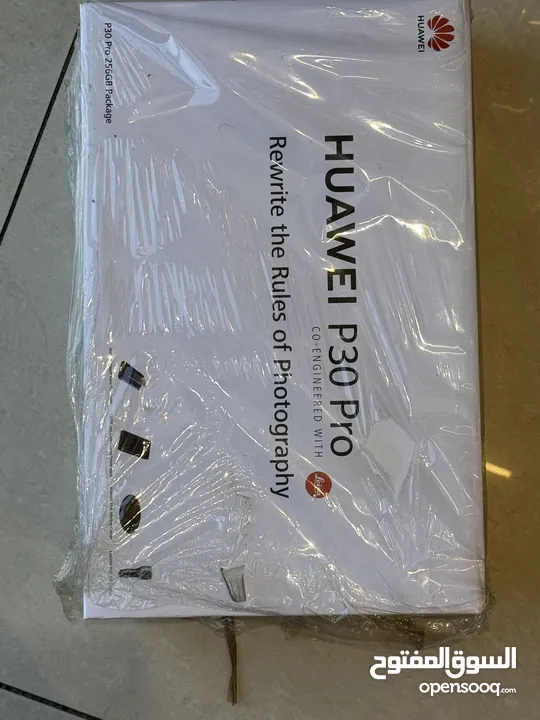 HUAWEI
HUAWEI P30 Pro
CO-ENGINEERED WITH
Leica
Rewrite the Rules of Photography
P30 Pro 256GB Package
السوق المفتوح
opensooq.com